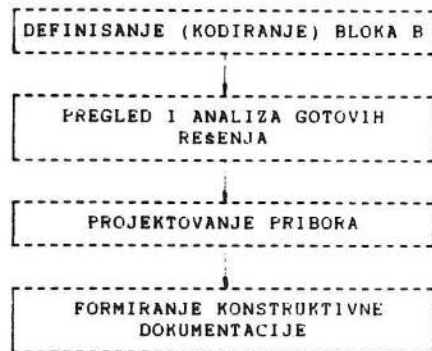 DEFINISANJE (KODIRANJE) BLOKA B
PREGLED I ANALIZA GOTOVIH
REŠENJA
PROJEKTOVANJE PRIBORA
FORMIRANJE KONSTRUKTIVNE
DOKUMENTACIJE